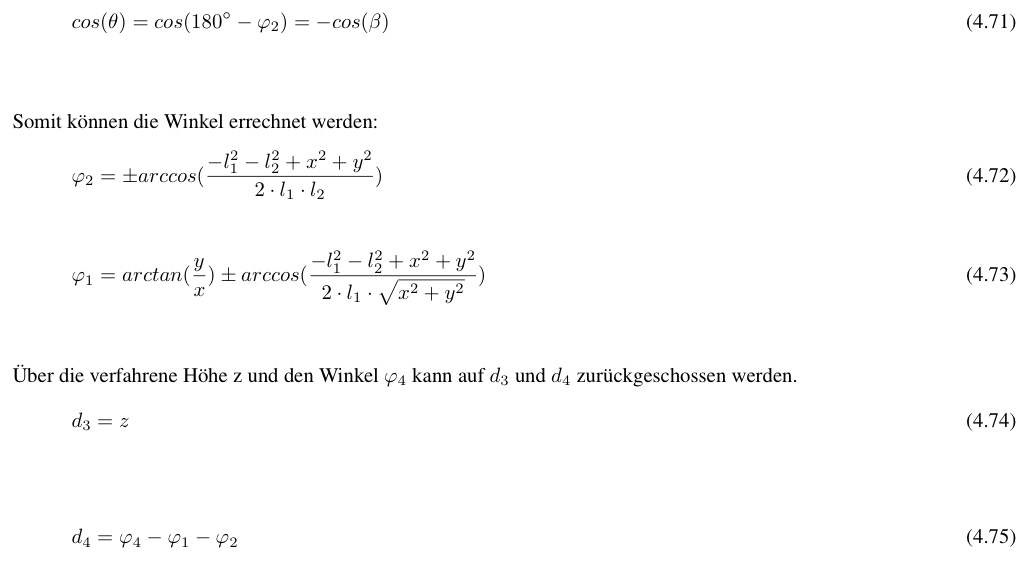 cos(θ) = cos(180° − φ₂) = −cos(β) (4.71)
Somit können die Winkel errechnet werden:
φ₂ = ±arccos((−l₁² − l₂² + x² + y²)/(2 · l₁ · l₂)) (4.72)
φ₁ = arctan(y/x) ± arccos((−l₁² − l₂² + x² + y²)/(2 · l₁ · √(x² + y²))) (4.73)
Über die verfahrene Höhe z und den Winkel φ₄ kann auf d₃ und d₄ zurückgeschossen werden.
d₃ = z (4.74)
d₄ = φ₄ − φ₁ − φ₂ (4.75)